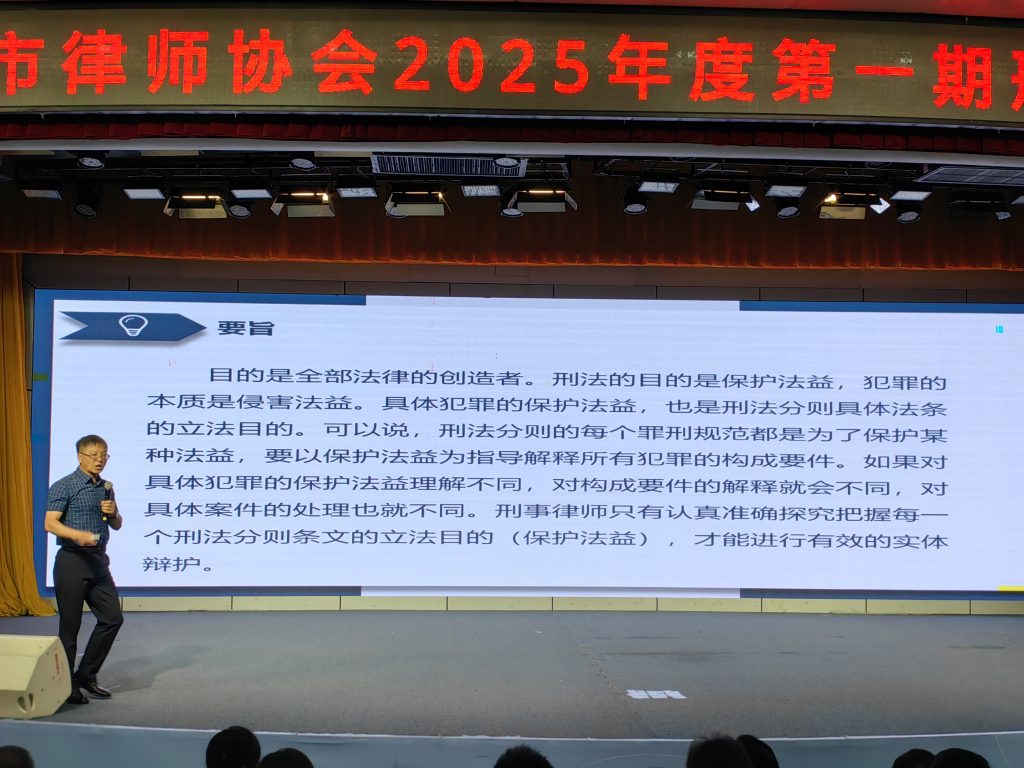 市律师协会2025年度第一期
要旨
目的是全部法律的创造者。刑法的目的是保护法益，犯罪的
本质是侵害法益。具体犯罪的保护法益，也是刑法分则具体法条
的立法目的。可以说，刑法分则的每个罪刑规范都是为了保护某
种法益，要以保护法益为指导解释所有犯罪的构成要件。如果对
具体犯罪的保护法益理解不同，对构成要件的解释就会不同，对
具体案件的处理也就不同。刑事律师只有认真准确探究把握每一
个刑法分则条文的立法目的（保护法益），才能进行有效的实体
辩护。